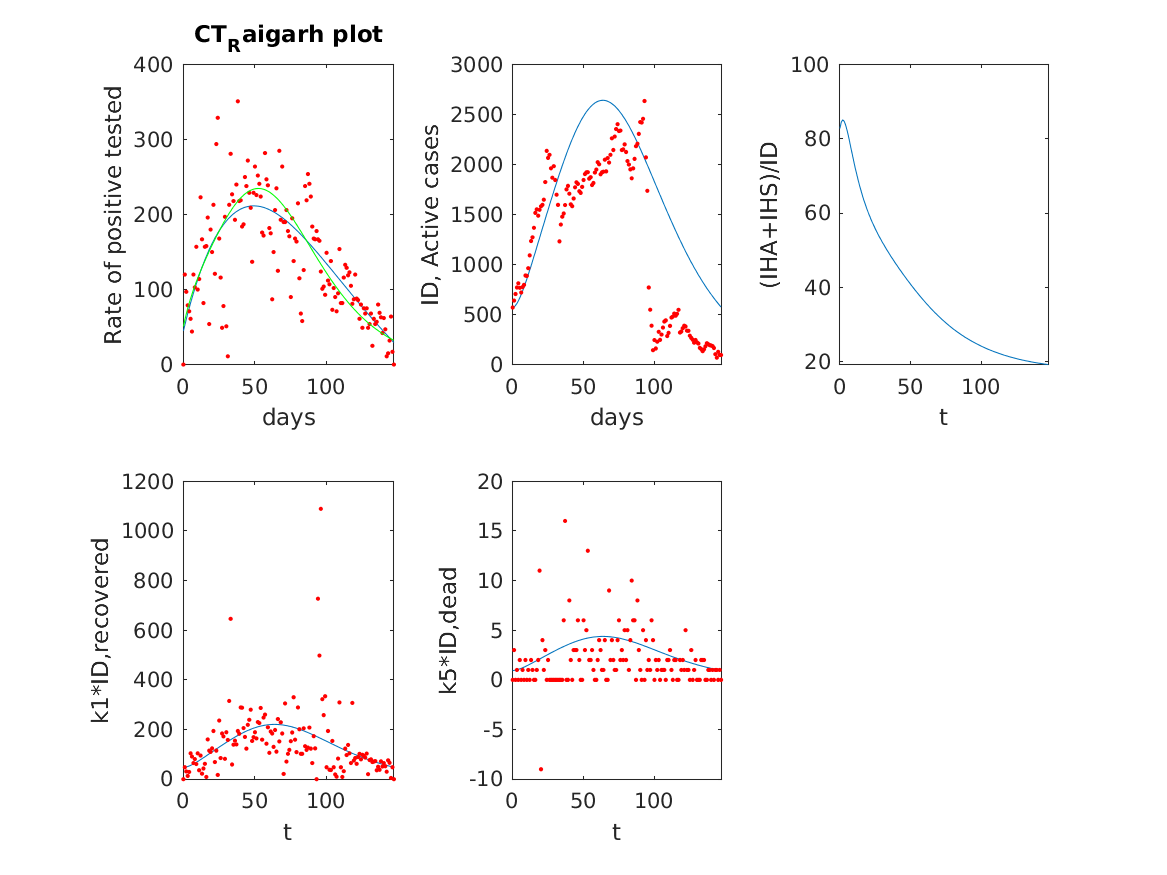 CT_Raigarh plot
Rate of positive tested
400
300
200
100
0
0 50 100
days
ID, Active cases
3000
2500
2000
1500
1000
500
0
0 50 100
days
(IHA+IHS)/ID
100
80
60
40
20
0 50 100
t
k1*ID,recovered
1200
1000
800
600
400
200
0
0 50 100
t
k5*ID,dead
20
15
10
5
0
-5
-10
0 50 100
t